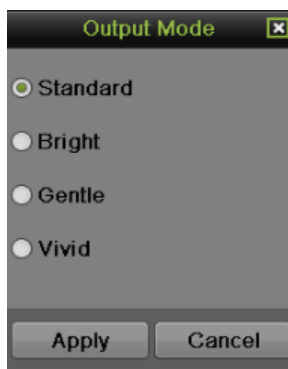 Output Mode
Standard
Bright
Gentle
Vivid
Apply Cancel